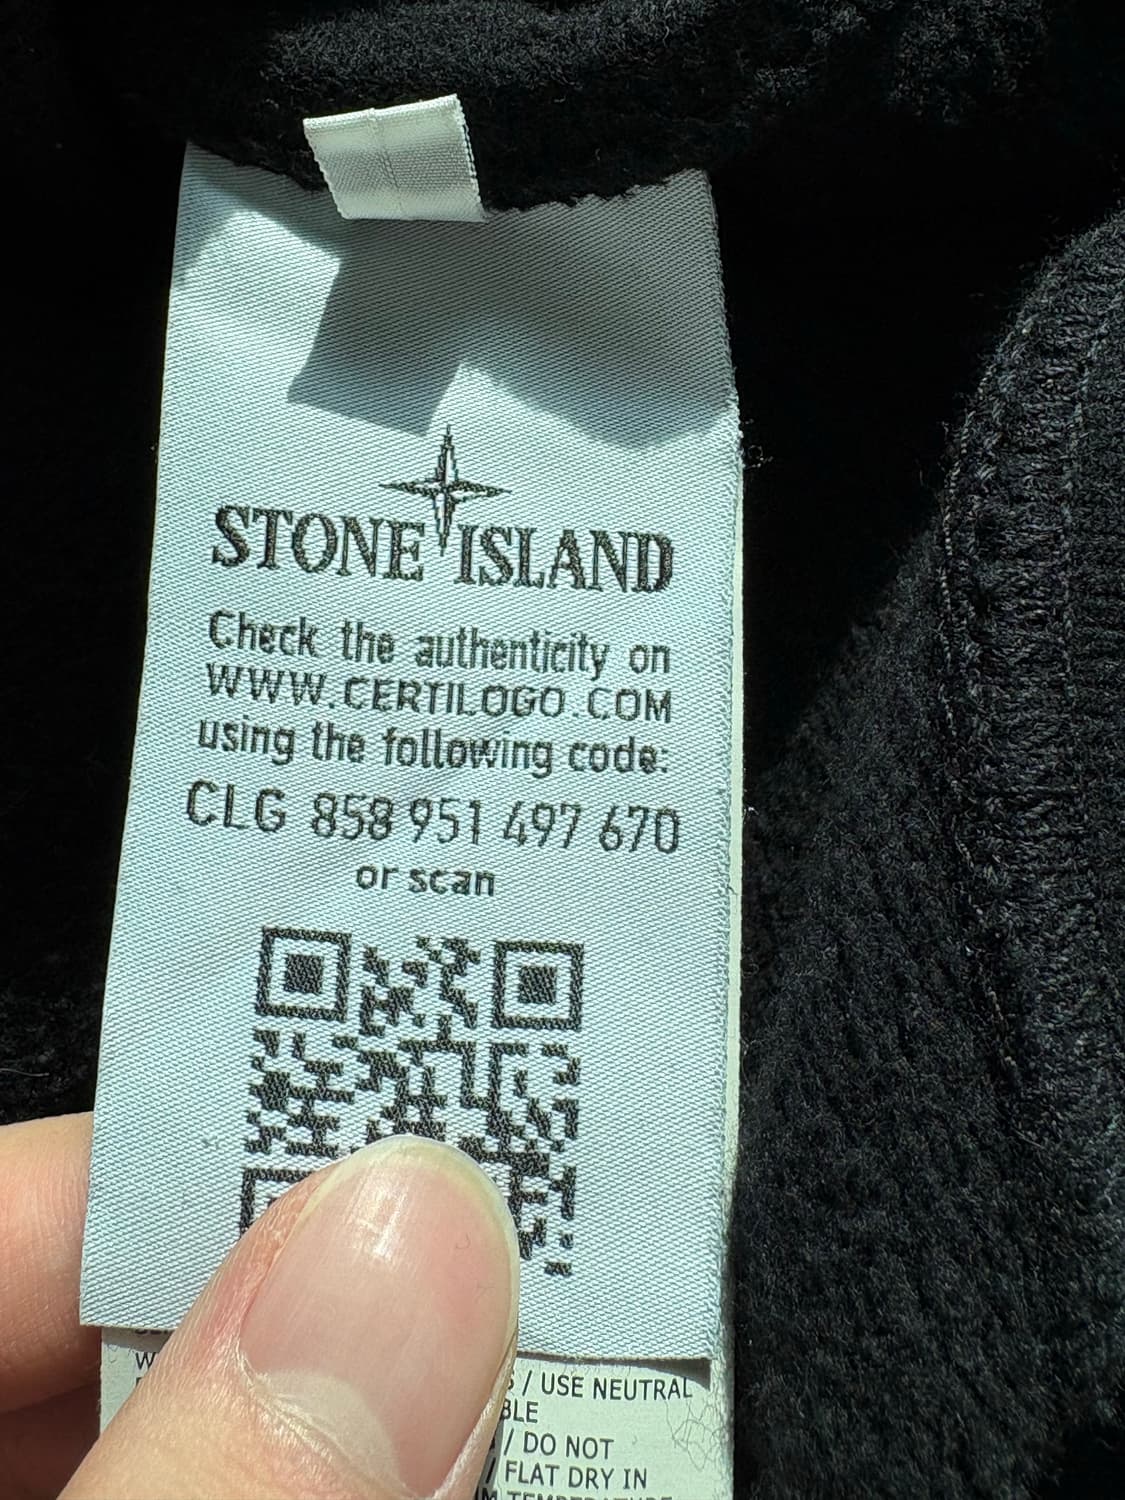 STONE ISLAND
Check the authenticity on
WWW.CERTILOGO.COM
using the following code:
CLG 858 951 497 670
or scan
/ USE NEUTRAL
/ DO NOT
/ FLAT DRY IN
TEMPERATURE